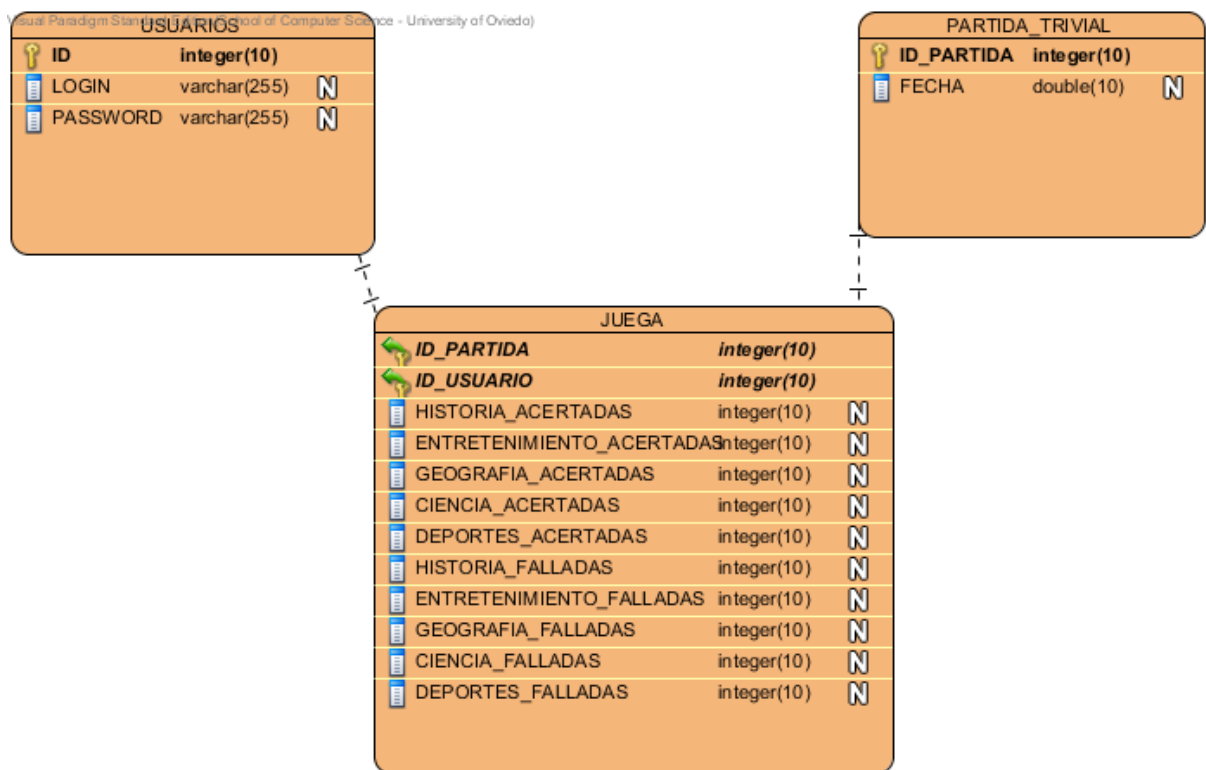 Visual Paradigm Standard Edition(School of Computer Science - University of Oviedo)
USUARIOS
ID integer(10)
LOGIN varchar(255) N
PASSWORD varchar(255) N
PARTIDA_TRIVIAL
ID_PARTIDA integer(10)
FECHA double(10) N
JUEGA
ID_PARTIDA integer(10)
ID_USUARIO integer(10)
HISTORIA_ACERTADAS integer(10) N
ENTRETENIMIENTO_ACERTADAS integer(10) N
GEOGRAFIA_ACERTADAS integer(10) N
CIENCIA_ACERTADAS integer(10) N
DEPORTES_ACERTADAS integer(10) N
HISTORIA_FALLADAS integer(10) N
ENTRETENIMIENTO_FALLADAS integer(10) N
GEOGRAFIA_FALLADAS integer(10) N
CIENCIA_FALLADAS integer(10) N
DEPORTES_FALLADAS integer(10) N